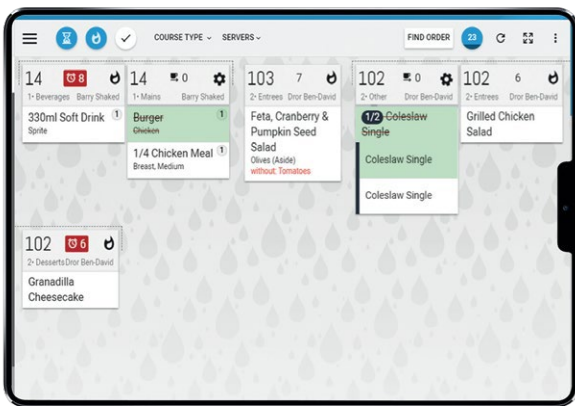 COURSE TYPE SERVERS FIND ORDER 23
14 8
1• Beverages Barry Shaked
330ml Soft Drink 1
Sprite
14 0
1• Mains Barry Shaked
Burger 1
Chicken
1/4 Chicken Meal 1
Breast, Medium
103 7
2• Entrees Dror Ben-David
Feta, Cranberry &
Pumpkin Seed
Salad
Olives (Aside)
without: Tomatoes
102 0
2• Other Dror Ben-David
1/2 Coleslaw
Single
Coleslaw Single
Coleslaw Single
102 6
2• Entrees Dror Ben-David
Grilled Chicken
Salad
102 6
2• Desserts Dror Ben-David
Granadilla
Cheesecake